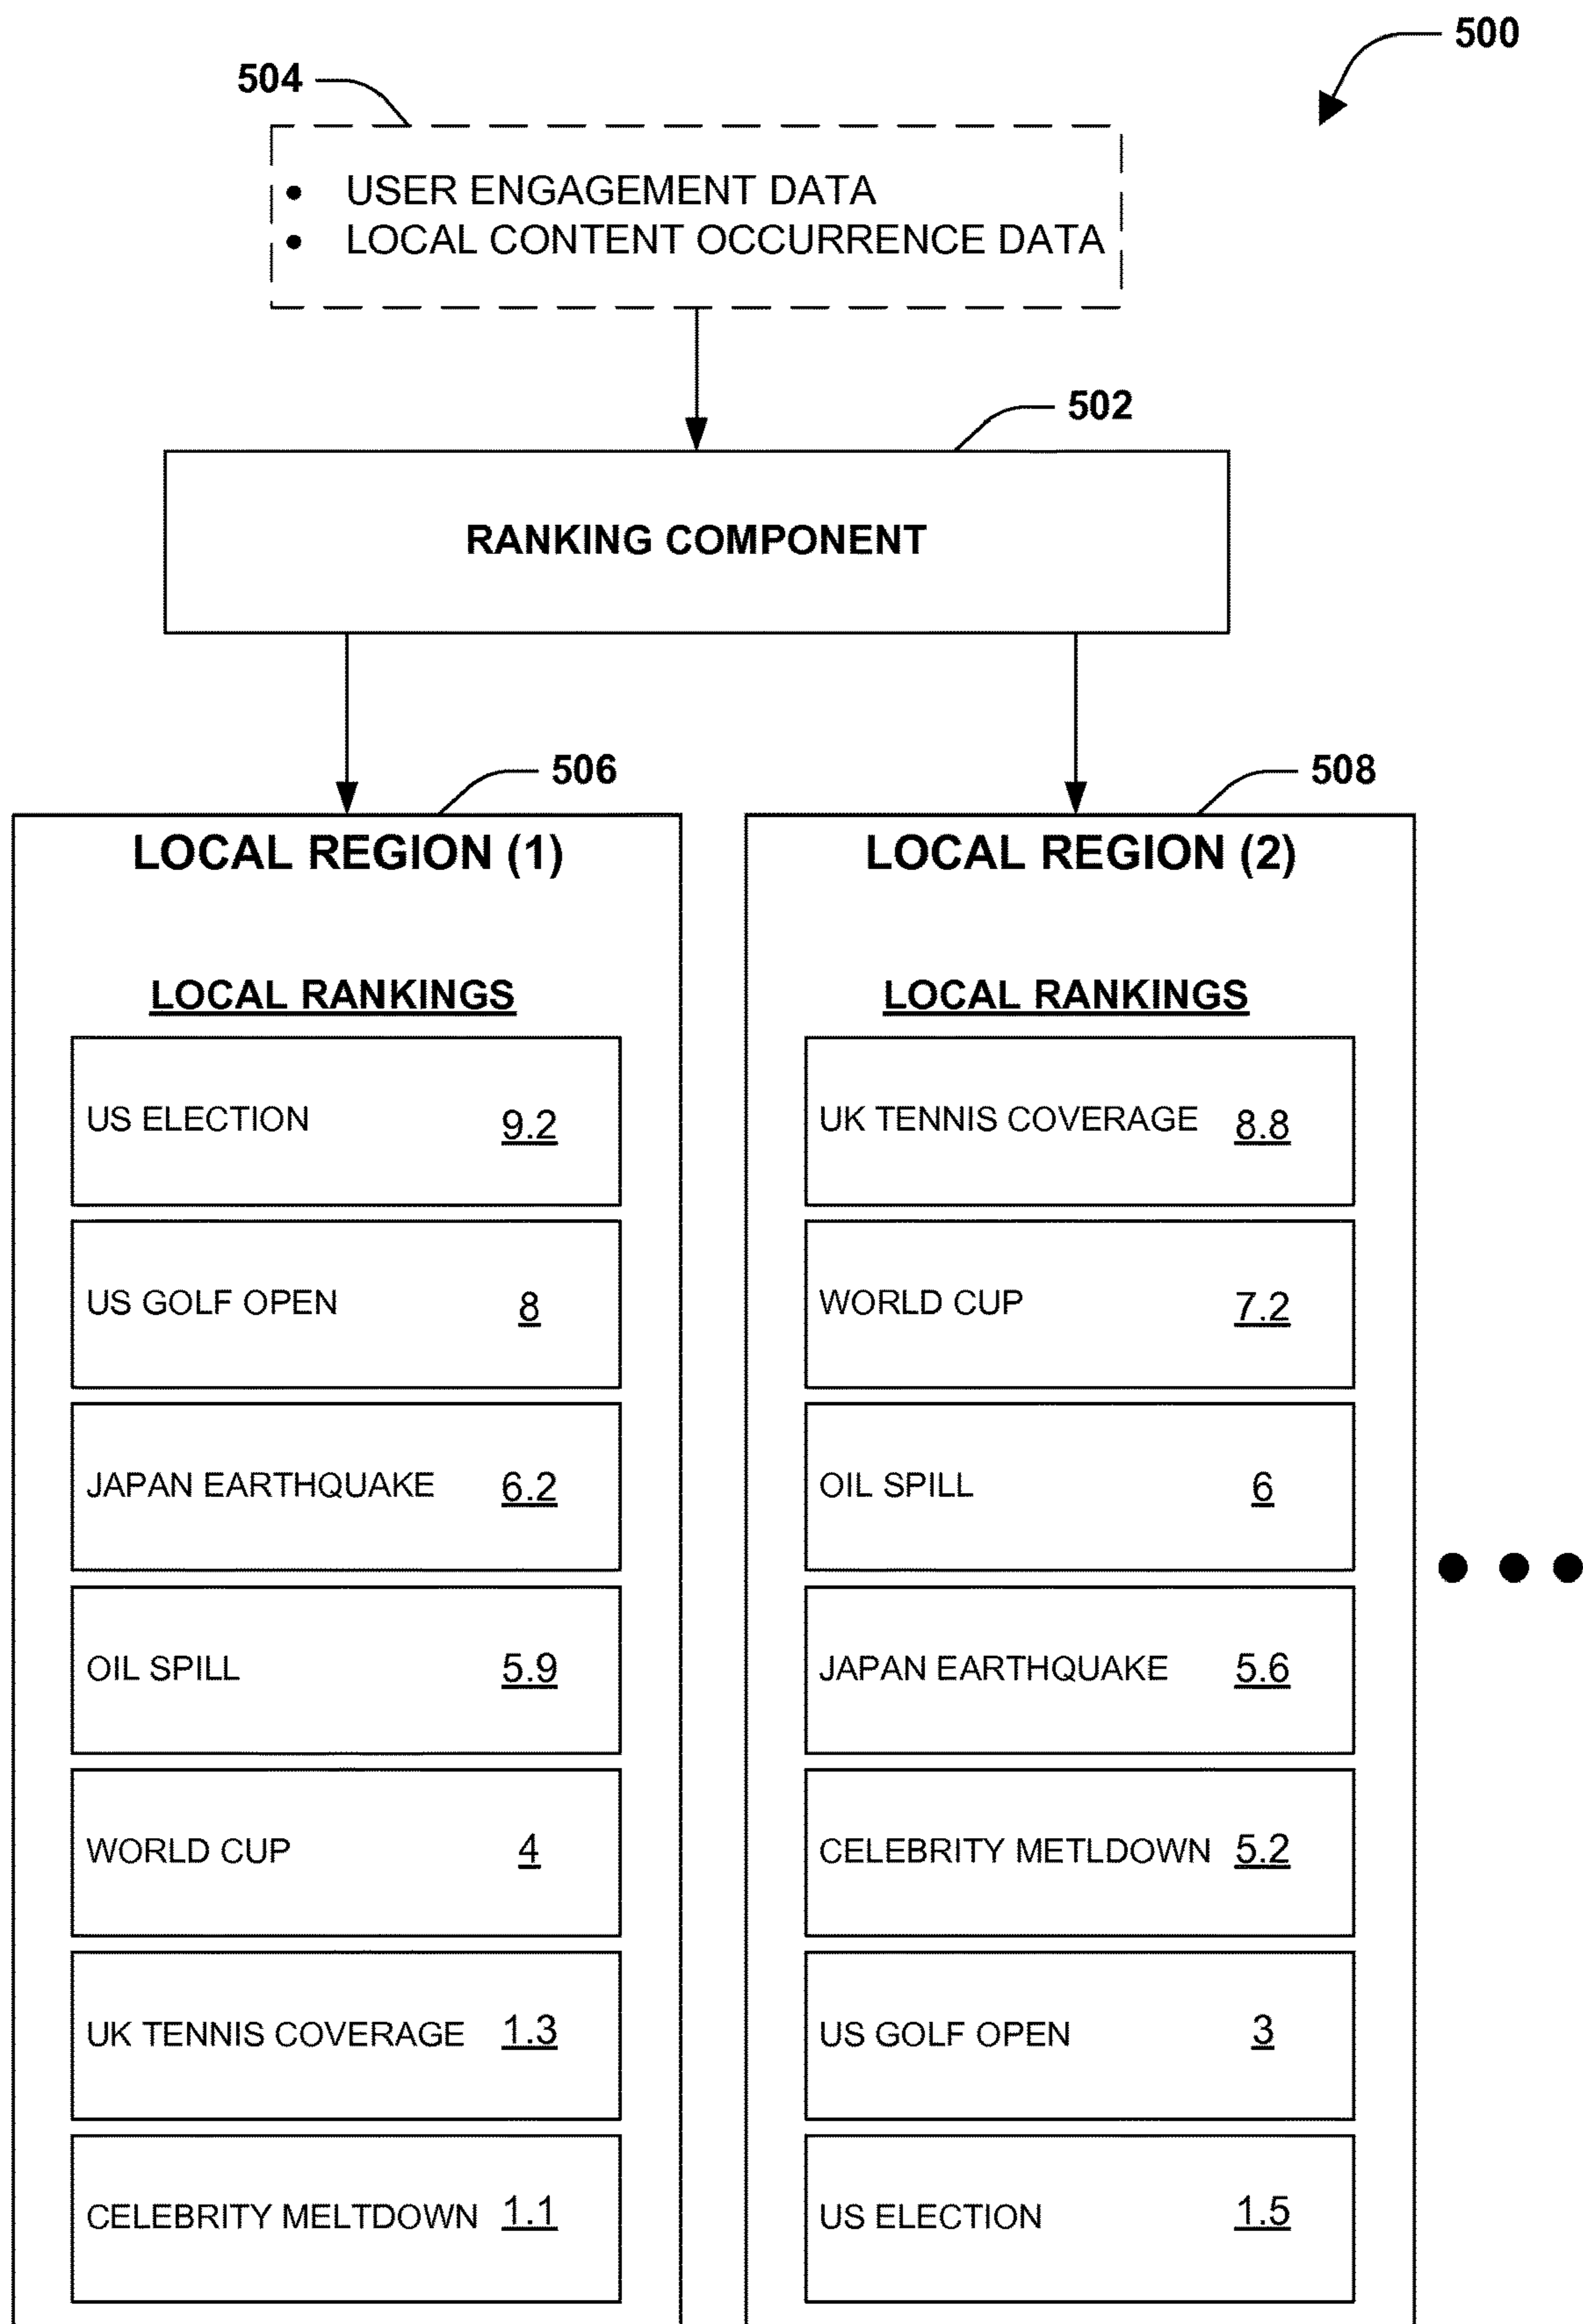 500
504
• USER ENGAGEMENT DATA
• LOCAL CONTENT OCCURRENCE DATA
502
RANKING COMPONENT
506
LOCAL REGION (1)
LOCAL RANKINGS
US ELECTION 9.2
US GOLF OPEN 8
JAPAN EARTHQUAKE 6.2
OIL SPILL 5.9
WORLD CUP 4
UK TENNIS COVERAGE 1.3
CELEBRITY MELTDOWN 1.1
508
LOCAL REGION (2)
LOCAL RANKINGS
UK TENNIS COVERAGE 8.8
WORLD CUP 7.2
OIL SPILL 6
JAPAN EARTHQUAKE 5.6
CELEBRITY METLDOWN 5.2
US GOLF OPEN 3
US ELECTION 1.5